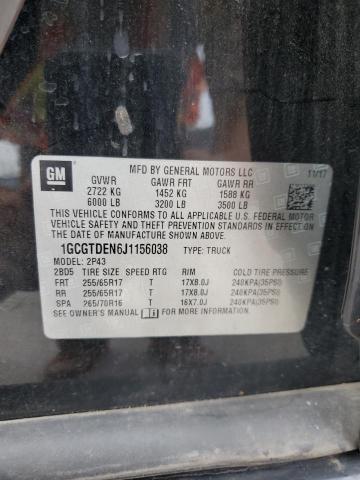 GM
MFD BY GENERAL MOTORS LLC
11/17
GVWR GAWR FRT GAWR RR
2722 KG 1452 KG 1588 KG
6000 LB 3200 LB 3500 LB
THIS VEHICLE CONFORMS TO ALL APPLICABLE U.S. FEDERAL MOTOR
VEHICLE SAFETY AND THEFT PREVENTION STANDARDS IN EFFECT ON
THE DATE OF MANUFACTURE SHOWN ABOVE.
1GCGTDEN6J1156038 TYPE: TRUCK
MODEL: 2P43
2BD5 TIRE SIZE SPEED RTG RIM COLD TIRE PRESSURE
FRT 255/65R17 T 17X8.0J 240KPA(35PSI)
RR 255/65R17 T 17X8.0J 240KPA(35PSI)
SPA 265/70R16 T 16X7.0J 240KPA(35PSI)
SEE OWNER'S MANUAL FOR MORE INFORMATION.